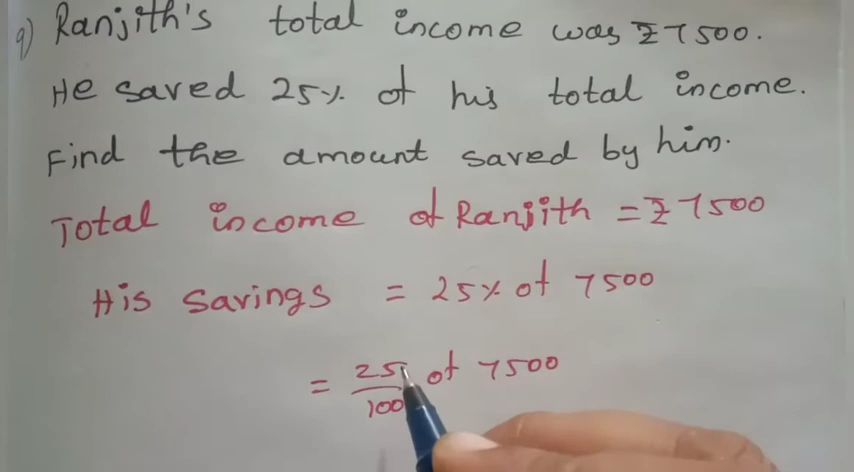 9) Ranjith's total income was ₹7500.
He saved 25% of his total income.
Find the amount saved by him.
Total income of Ranjith = ₹7500
His savings = 25% of 7500
= 25/100 of 7500